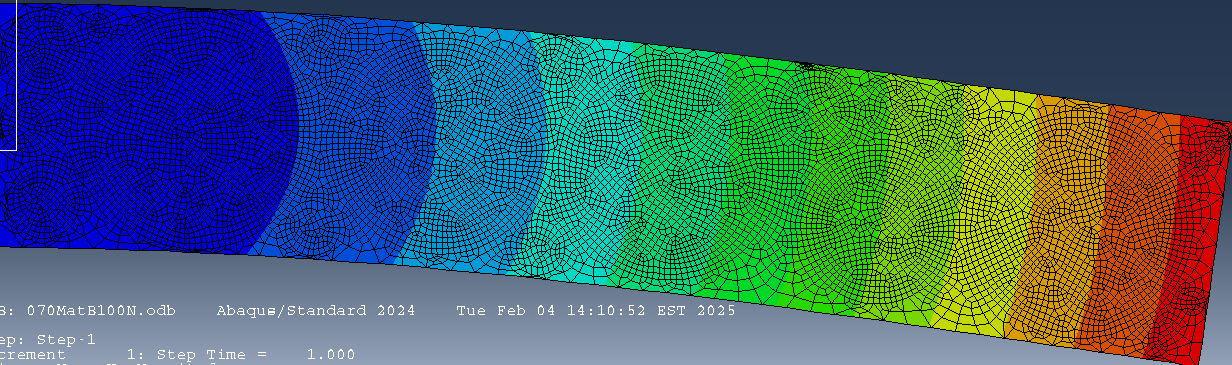 B: 070MatB100N.odb    Abaqus/Standard 2024    Tue Feb 04 14:10:52 EST 2025
ep: Step-1
crement      1: Step Time =    1.000